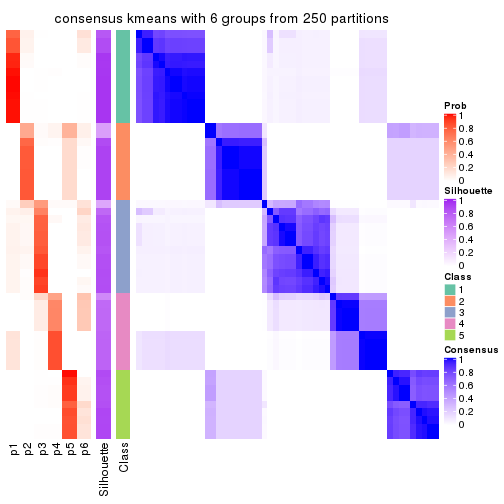 consensus kmeans with 6 groups from 250 partitions
Prob
1
0.8
0.6
0.4
0.2
0
Silhouette
1
0.8
0.6
0.4
0.2
0
Class
1
2
3
4
5
Consensus
1
0.8
0.6
0.4
0.2
0
p1
p2
p3
p4
p5
p6
Silhouette
Class